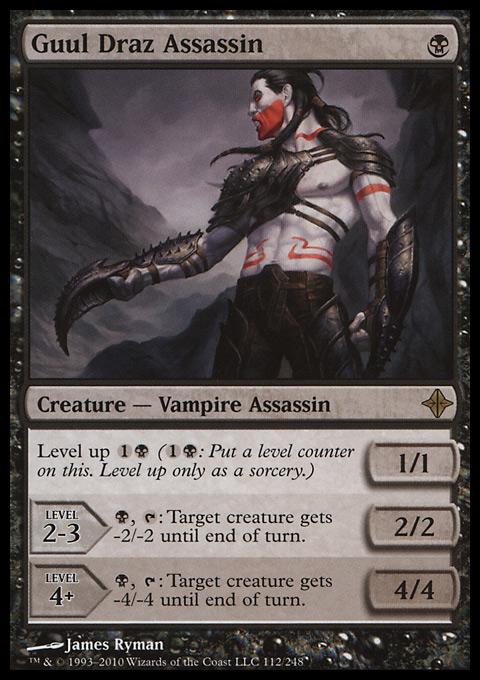 Guul Draz Assassin
Creature — Vampire Assassin
Level up 1 (1: Put a level counter
on this. Level up only as a sorcery.)
1/1
LEVEL
2-3
, : Target creature gets
-2/-2 until end of turn.
2/2
LEVEL
4+
, : Target creature gets
-4/-4 until end of turn.
4/4
James Ryman
™ & © 1993–2010 Wizards of the Coast LLC 112/248